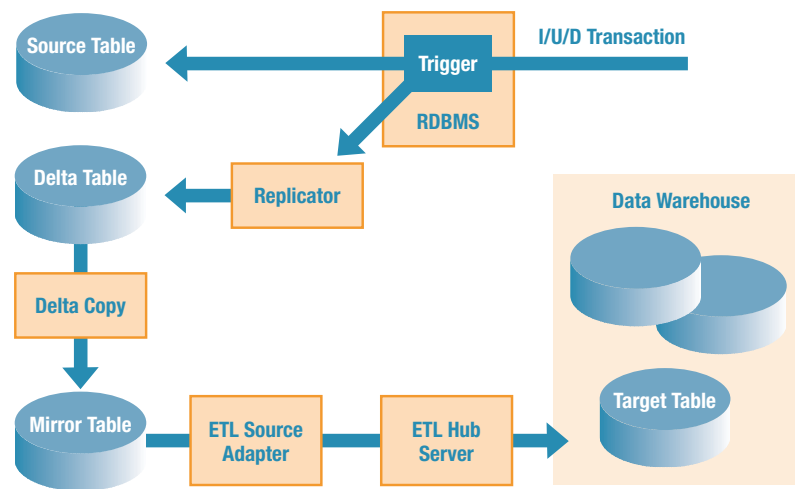 Source Table
Trigger
RDBMS
I/U/D Transaction
Delta Table
Replicator
Data Warehouse
Delta Copy
Mirror Table
ETL Source
Adapter
ETL Hub
Server
Target Table